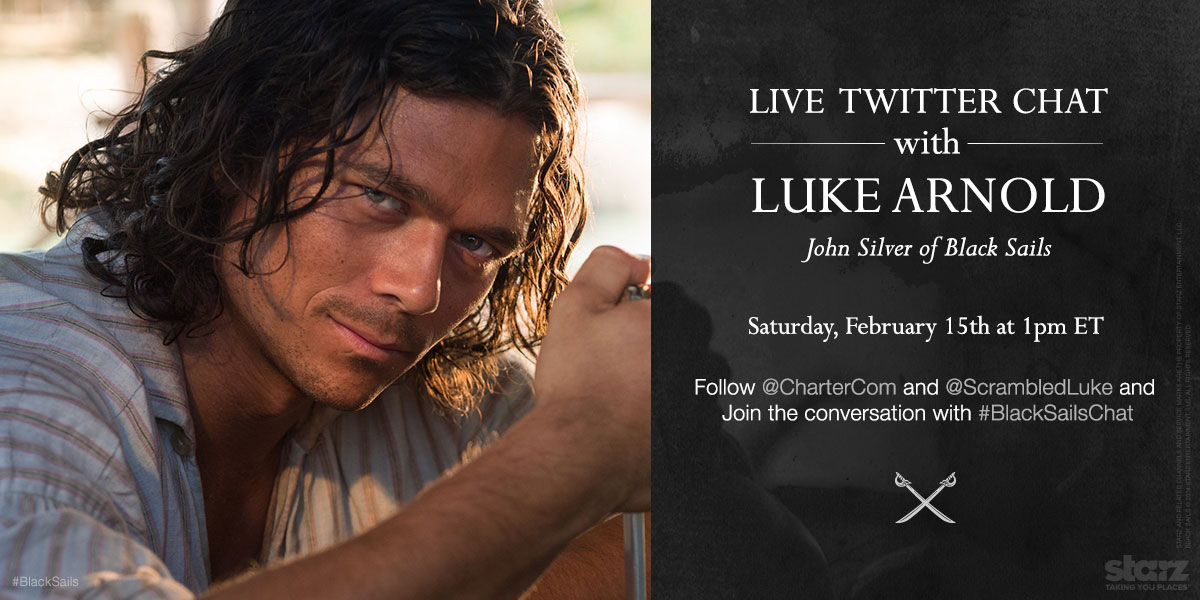 LIVE TWITTER CHAT
with
LUKE ARNOLD
John Silver of Black Sails
Saturday, February 15th at 1pm ET
Follow @CharterCom and @ScrambledLuke and
Join the conversation with #BlackSailsChat
#BlackSails
starz
TAKING YOU PLACES